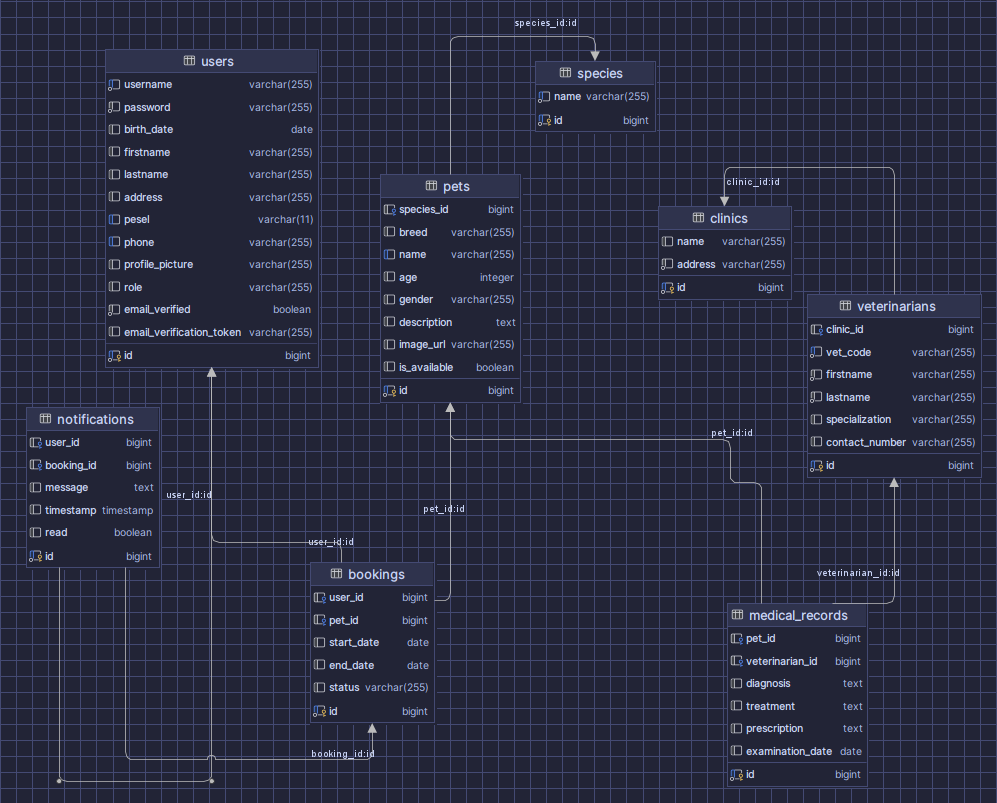 species_id:id
users
username varchar(255)
password varchar(255)
birth_date date
firstname varchar(255)
lastname varchar(255)
address varchar(255)
pesel varchar(11)
phone varchar(255)
profile_picture varchar(255)
role varchar(255)
email_verified boolean
email_verification_token varchar(255)
id bigint
species
name varchar(255)
id bigint
pets
species_id bigint
breed varchar(255)
name varchar(255)
age integer
gender varchar(255)
description text
image_url varchar(255)
is_available boolean
id bigint
clinic_id:id
clinics
name varchar(255)
address varchar(255)
id bigint
veterinarians
clinic_id bigint
vet_code varchar(255)
firstname varchar(255)
lastname varchar(255)
specialization varchar(255)
contact_number varchar(255)
id bigint
notifications
user_id bigint
booking_id bigint
message text
timestamp timestamp
read boolean
id bigint
user_id:id
user_id:id
pet_id:id
pet_id:id
veterinarian_id:id
bookings
user_id bigint
pet_id bigint
start_date date
end_date date
status varchar(255)
id bigint
booking_id:id
medical_records
pet_id bigint
veterinarian_id bigint
diagnosis text
treatment text
prescription text
examination_date date
id bigint